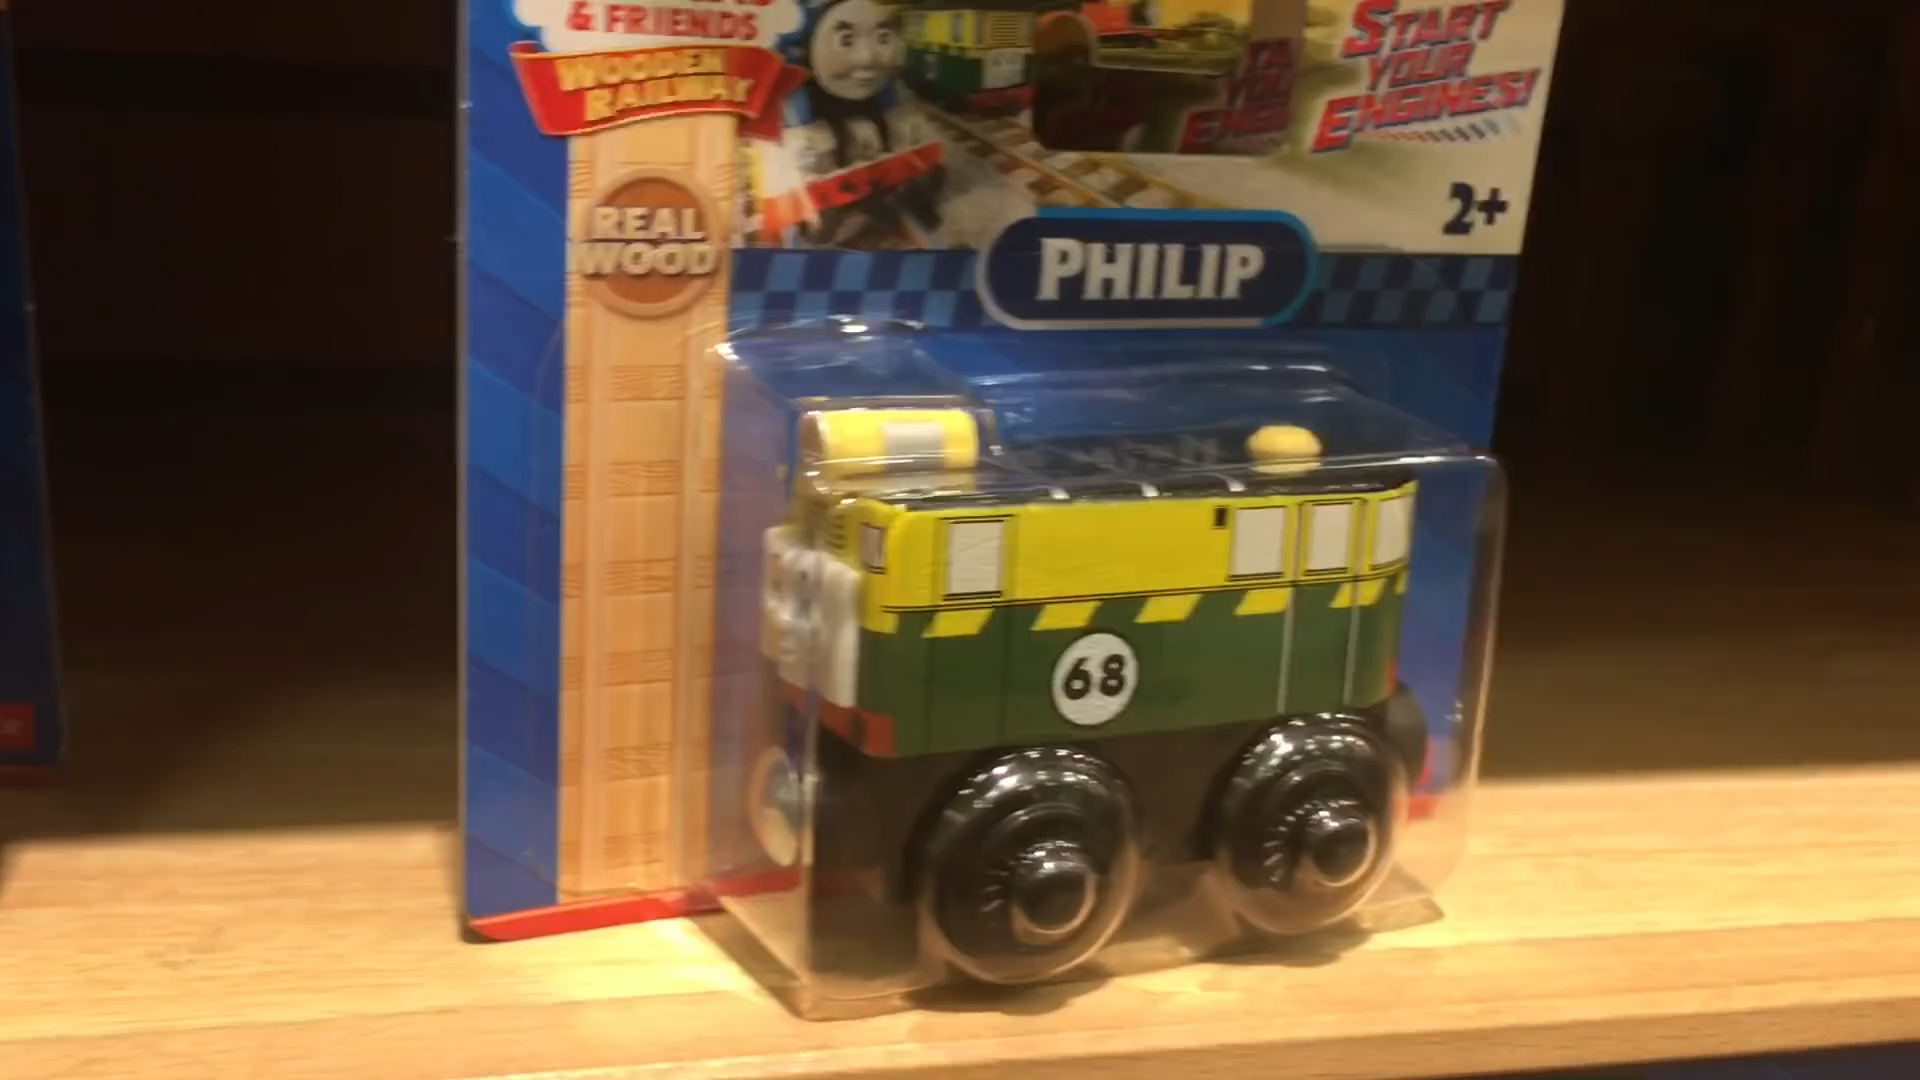 & FRIENDS
WOODEN
RAILWAY
START
YOUR
ENGINES!
REAL
WOOD
2+
PHILIP
68